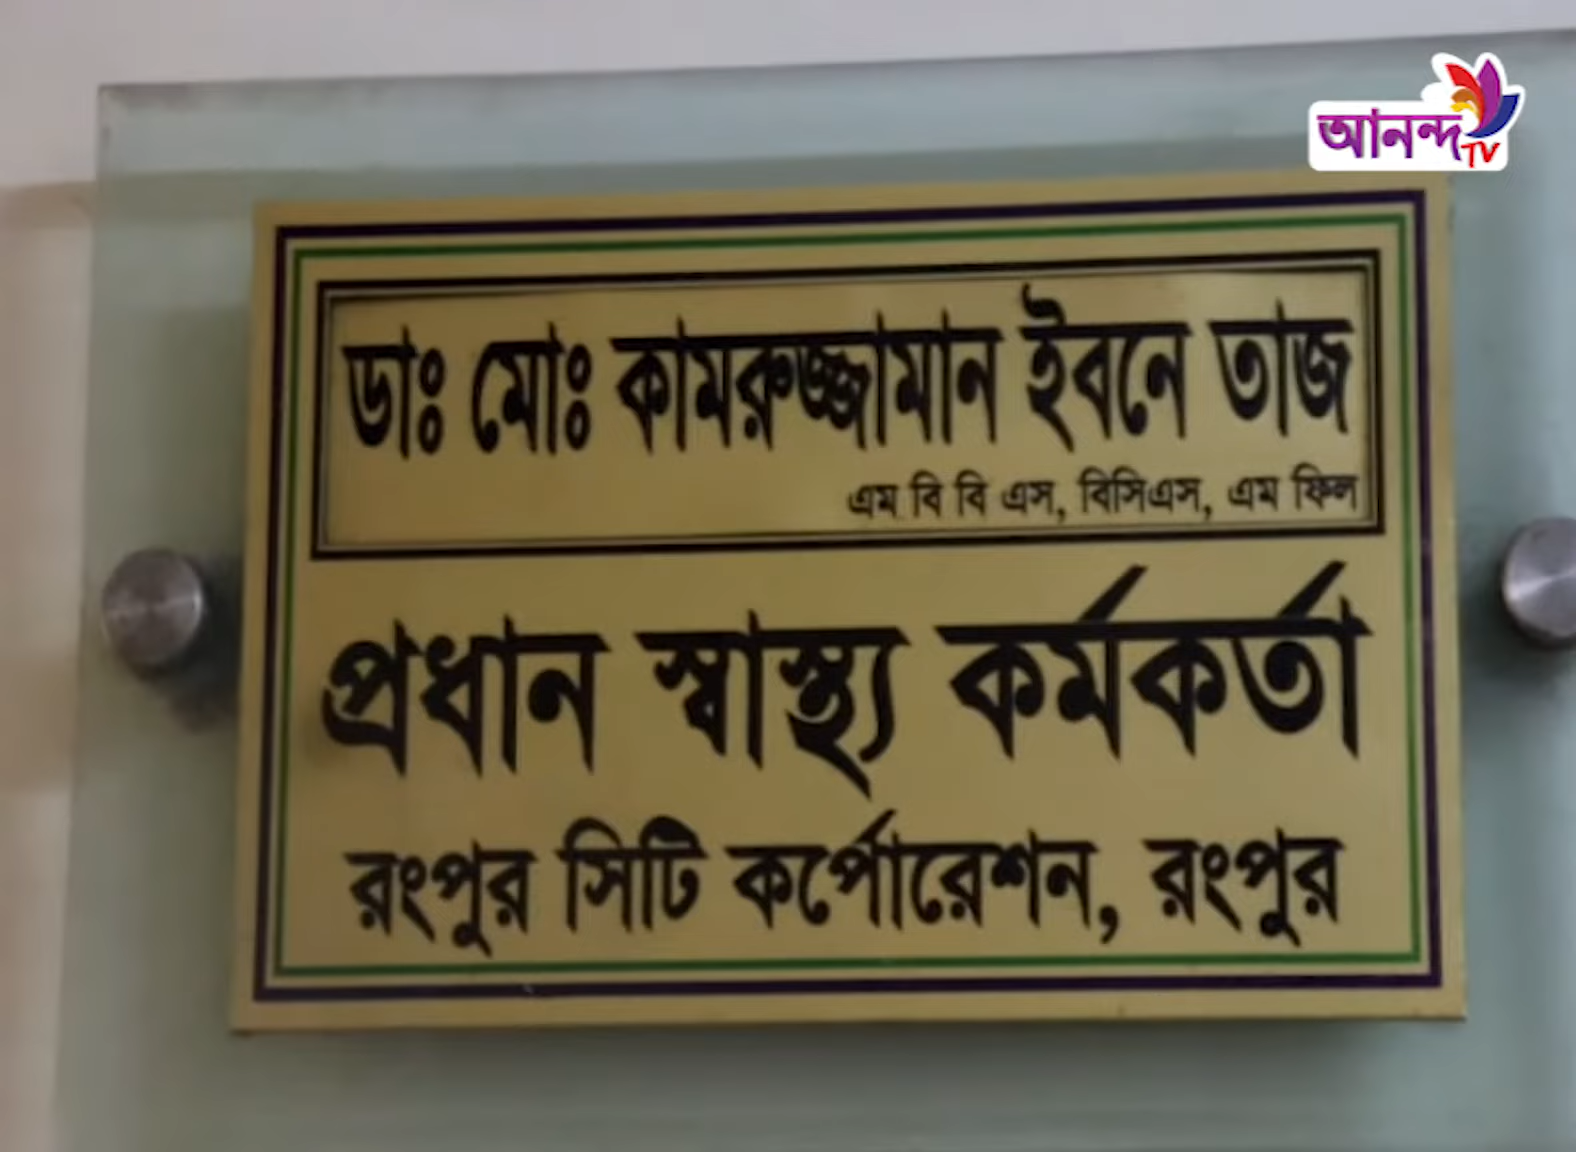 আনন্দ TV
ডাঃ মোঃ কামরুজ্জামান ইবনে তাজ
এম বি বি এস, বিসিএস, এম ফিল
প্রধান স্বাস্থ্য কর্মকর্তা
রংপুর সিটি কর্পোরেশন, রংপুর